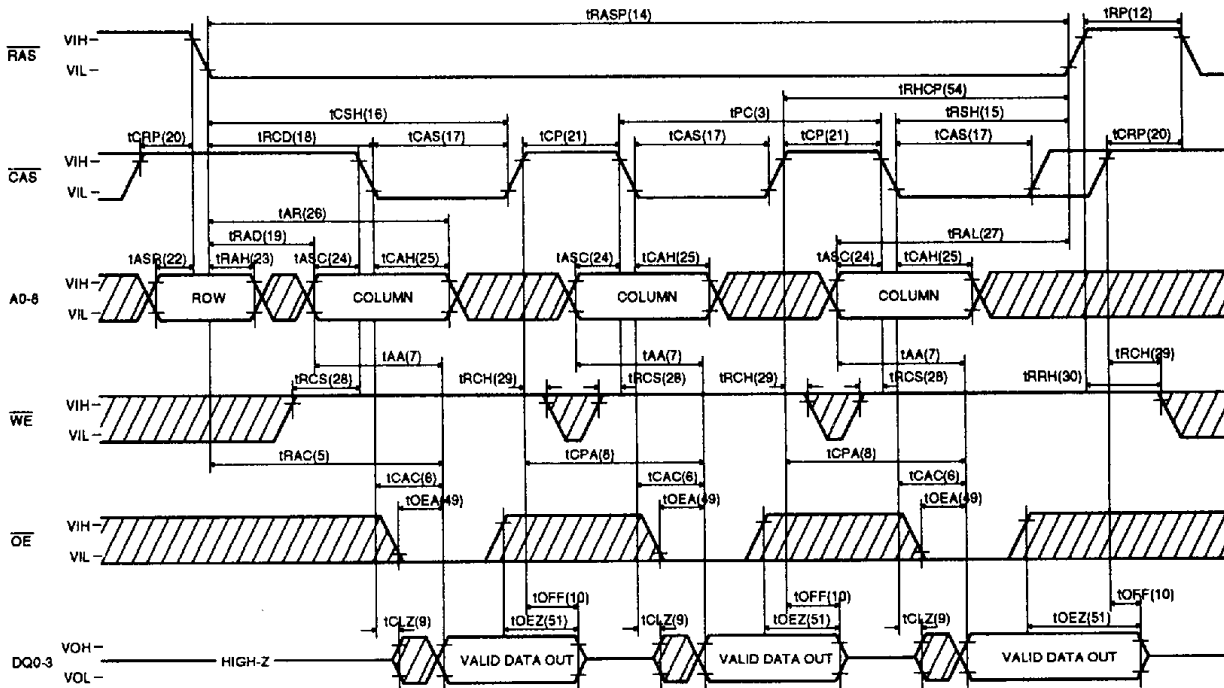 tRASP(14) tRP(12)
RAS VIH
VIL
tRHCP(54)
tCSH(16) tPC(3) tRSH(15)
tCRP(20) tRCD(18) tCAS(17) tCP(21) tCAS(17) tCP(21) tCAS(17) tCRP(20)
CAS VIH
VIL
tAR(26)
tRAD(19) tRAL(27)
tASR(22) tRAH(23) tASC(24) tCAH(25) tASC(24) tCAH(25) tASC(24) tCAH(25)
A0-8 VIH
VIL
ROW COLUMN COLUMN COLUMN
tAA(7) tAA(7) tAA(7)
tRCS(28) tRCH(29) tRCS(28) tRCH(29) tRCS(28) tRRH(30) tRCH(29)
WE VIH
VIL
tRAC(5) tCPA(8) tCPA(8)
tCAC(6) tCAC(6) tCAC(6)
tOEA(49) tOEA(49) tOEA(49)
OE VIH
VIL
tOFF(10) tOFF(10) tOFF(10)
tCLZ(9) tOEZ(51) tCLZ(9) tOEZ(51) tCLZ(9) tOEZ(51)
DQ0-3 VOH
VOL
HIGH-Z VALID DATA OUT VALID DATA OUT VALID DATA OUT